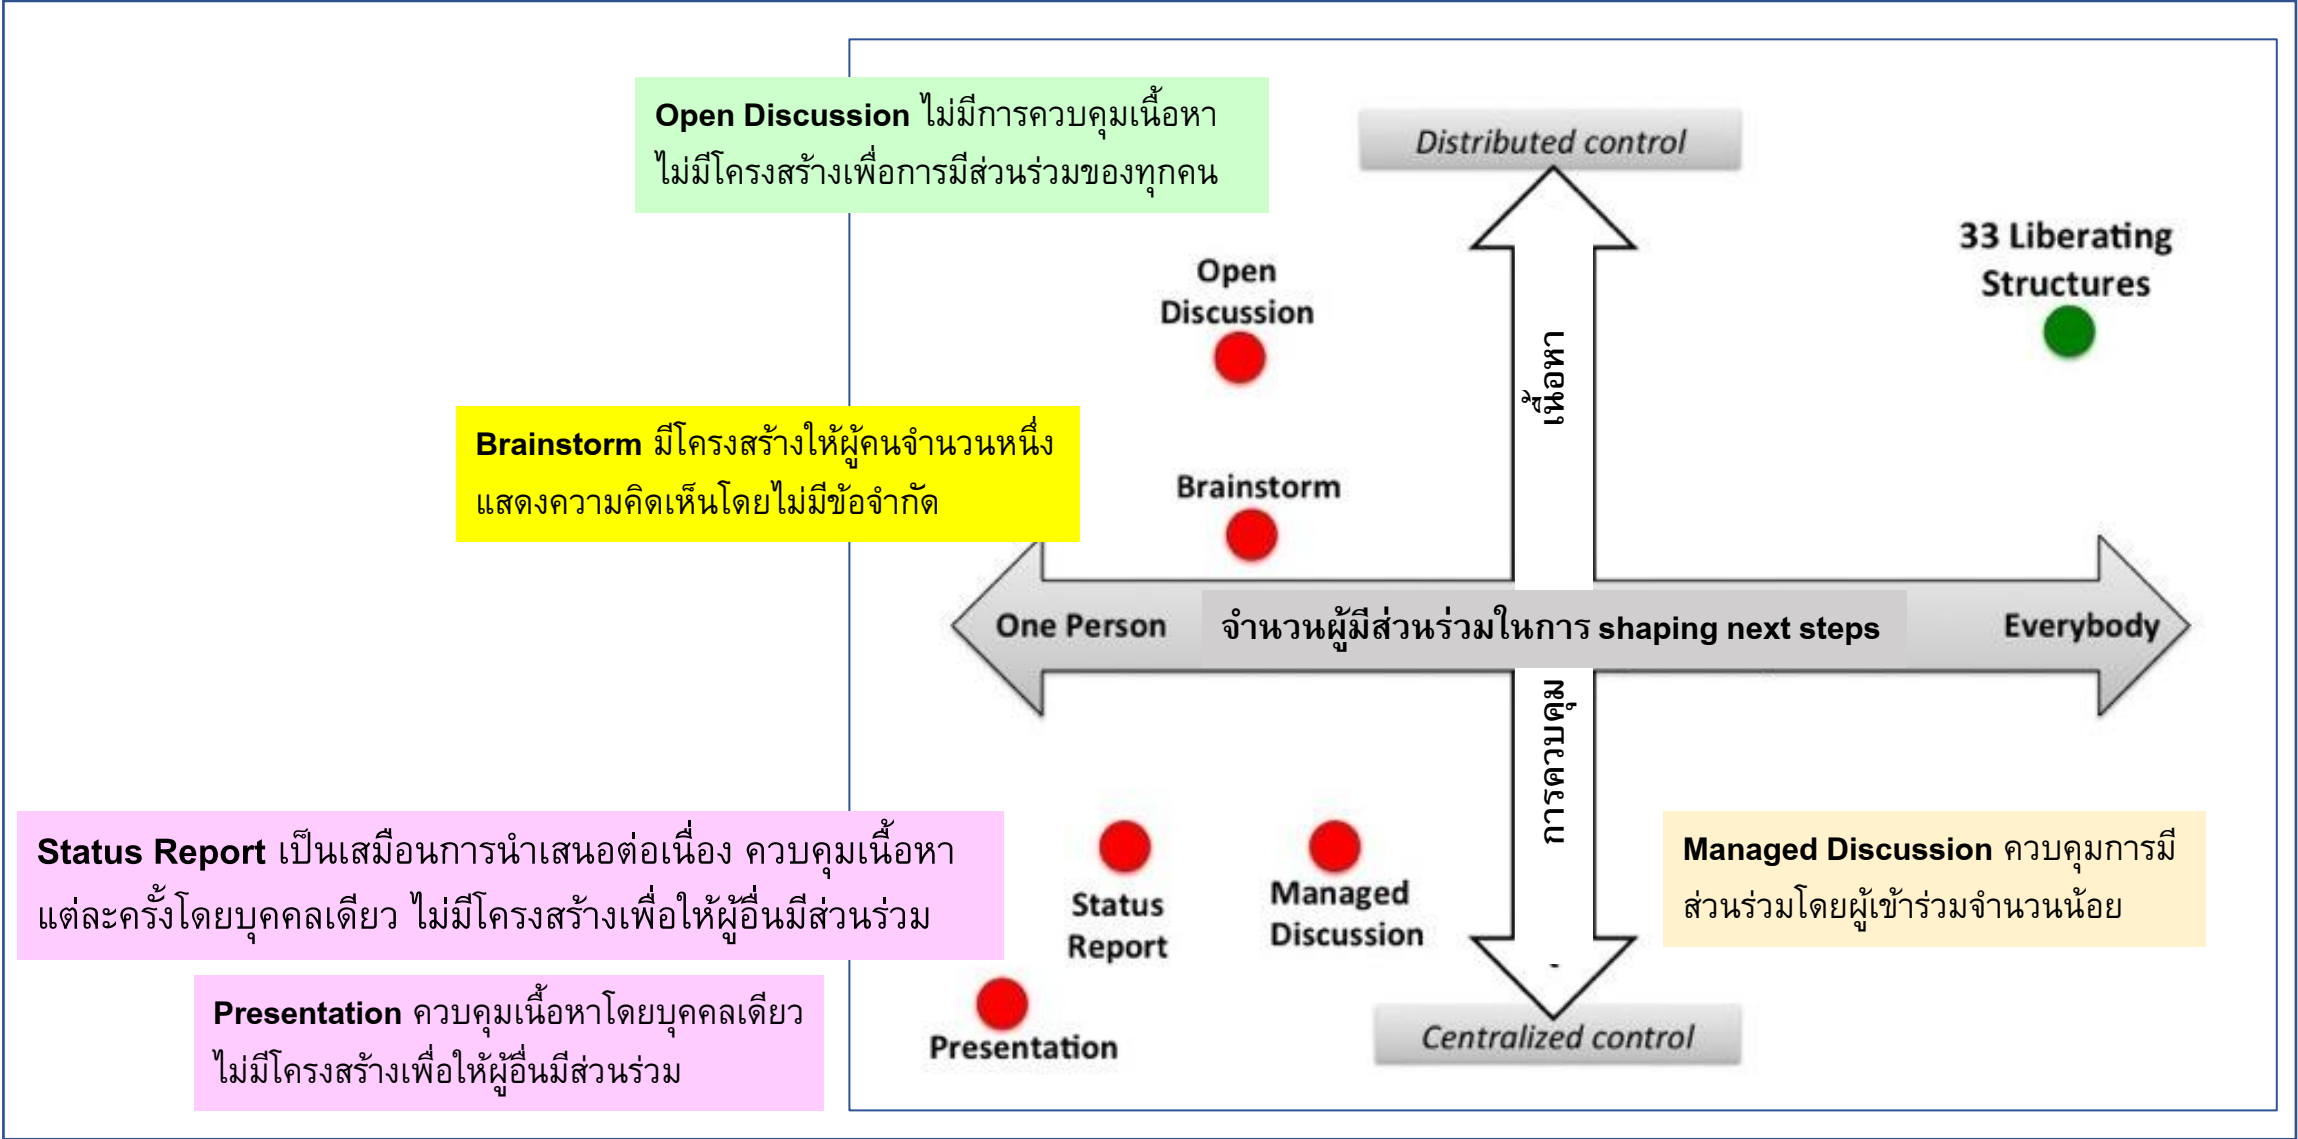 Open Discussion ไม่มีการควบคุมเนื้อหา
ไม่มีโครงสร้างเพื่อการมีส่วนร่วมของทุกคน
Distributed control
33 Liberating
Structures
Open
Discussion
เนื้อหา
Brainstorm มีโครงสร้างให้ผู้คนจำนวนหนึ่ง
แสดงความคิดเห็นโดยไม่มีข้อจำกัด
Brainstorm
One Person
จำนวนผู้มีส่วนร่วมในการ shaping next steps
Everybody
การควบคุม
Status Report เป็นเสมือนการนำเสนอต่อเนื่อง ควบคุมเนื้อหา
แต่ละครั้งโดยบุคคลเดียว ไม่มีโครงสร้างเพื่อให้ผู้อื่นมีส่วนร่วม
Status
Report
Managed
Discussion
Managed Discussion ควบคุมการมี
ส่วนร่วมโดยผู้เข้าร่วมจำนวนน้อย
Presentation ควบคุมเนื้อหาโดยบุคคลเดียว
ไม่มีโครงสร้างเพื่อให้ผู้อื่นมีส่วนร่วม
Presentation
Centralized control